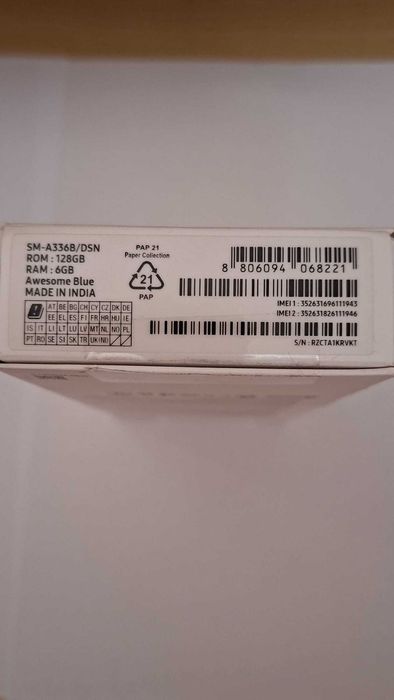 SM-A336B/DSN
ROM : 128GB
RAM : 6GB
Awesome Blue
MADE IN INDIA
AT BE BG CH CY CZ DK DE
EE EL ES FI FR HR HU IE
IS IT LI LT LU LV MT NL NO PL
PT RO SE SI SK TR UK(NI)
PAP 21
Paper Collection
21
PAP
8 806094 068221
IMEI 1 : 352631696111943
IMEI 2 : 352631826111946
S/N : RZCTA1KRVKT